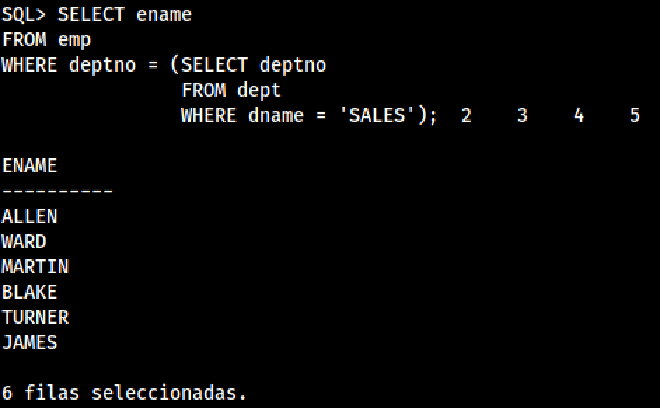 SQL> SELECT ename
FROM emp
WHERE deptno = (SELECT deptno
                FROM dept
                WHERE dname = 'SALES');  2    3    4    5
ENAME
----------
ALLEN
WARD
MARTIN
BLAKE
TURNER
JAMES
6 filas seleccionadas.